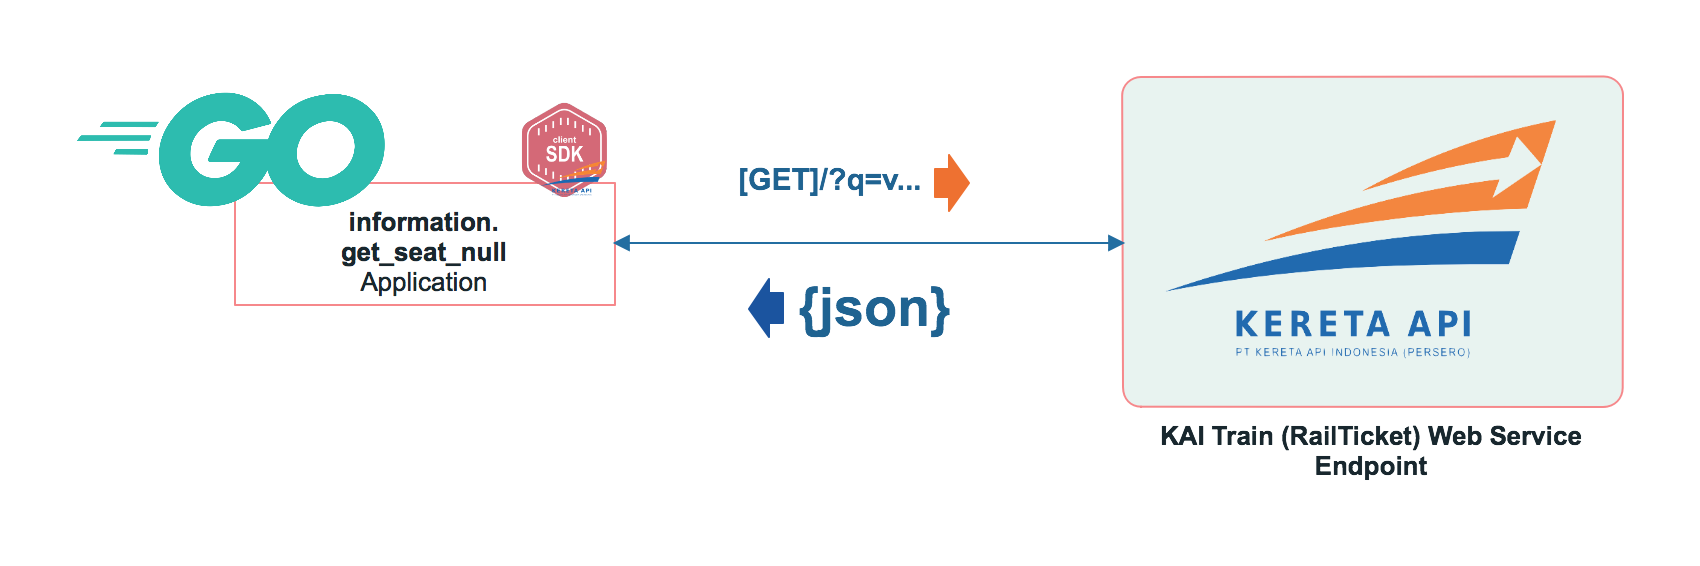 GO
client
SDK
KERETA API
information.
get_seat_null
Application
[GET]/?q=v...
{json}
KERETA API
PT KERETA API INDONESIA (PERSERO)
KAI Train (RailTicket) Web Service
Endpoint